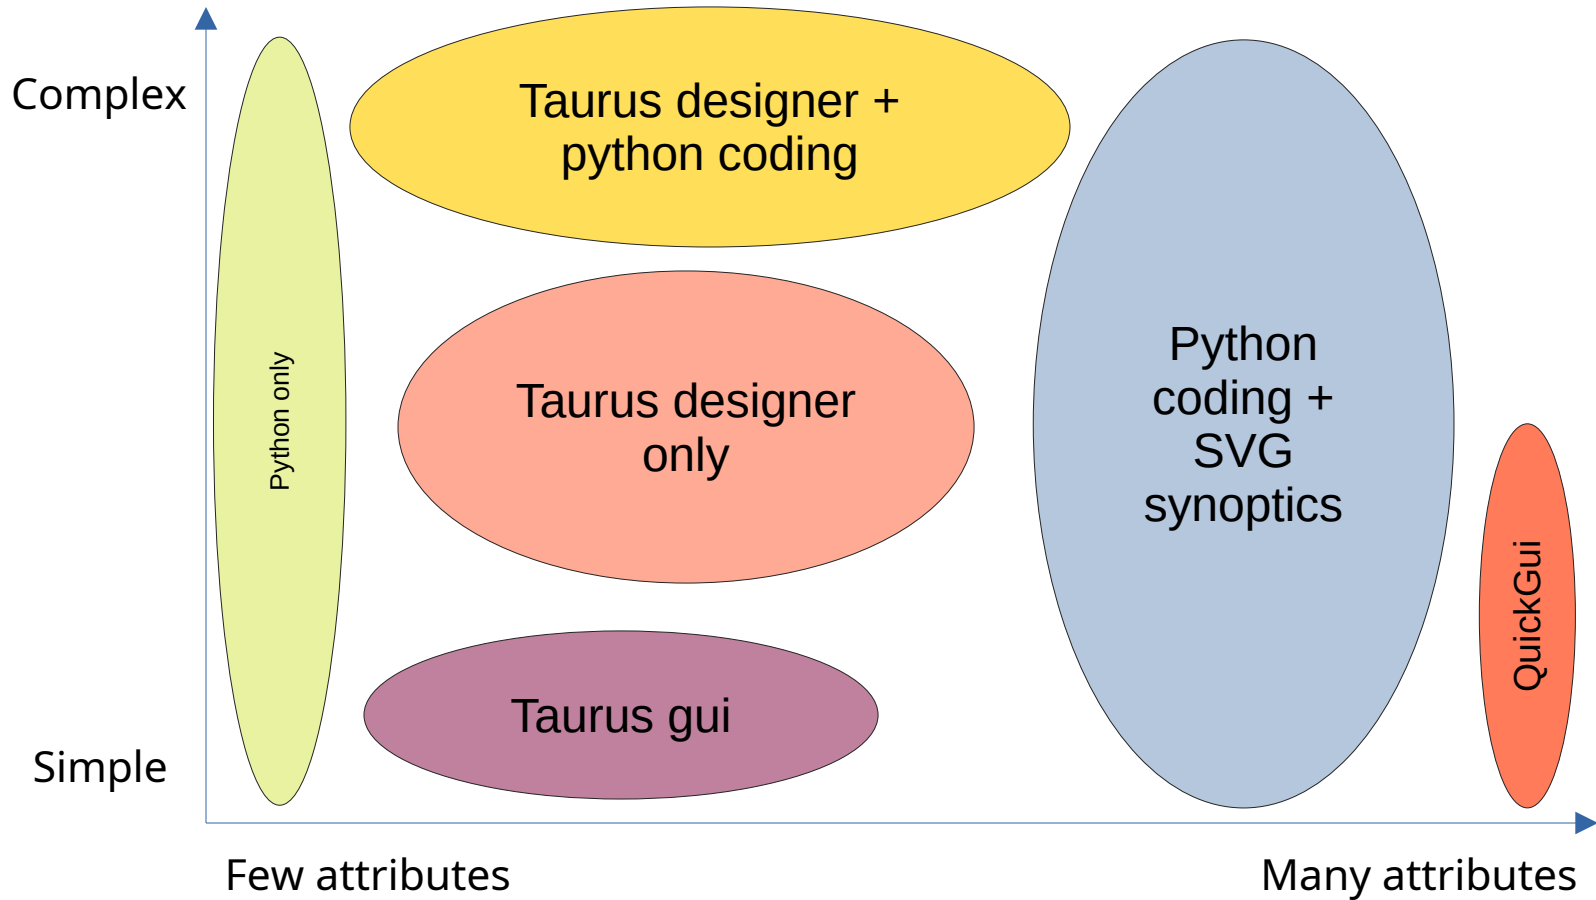 Complex
Taurus designer +
python coding
Python only
Taurus designer
only
Python
coding +
SVG
synoptics
QuickGui
Taurus gui
Simple
Few attributes
Many attributes